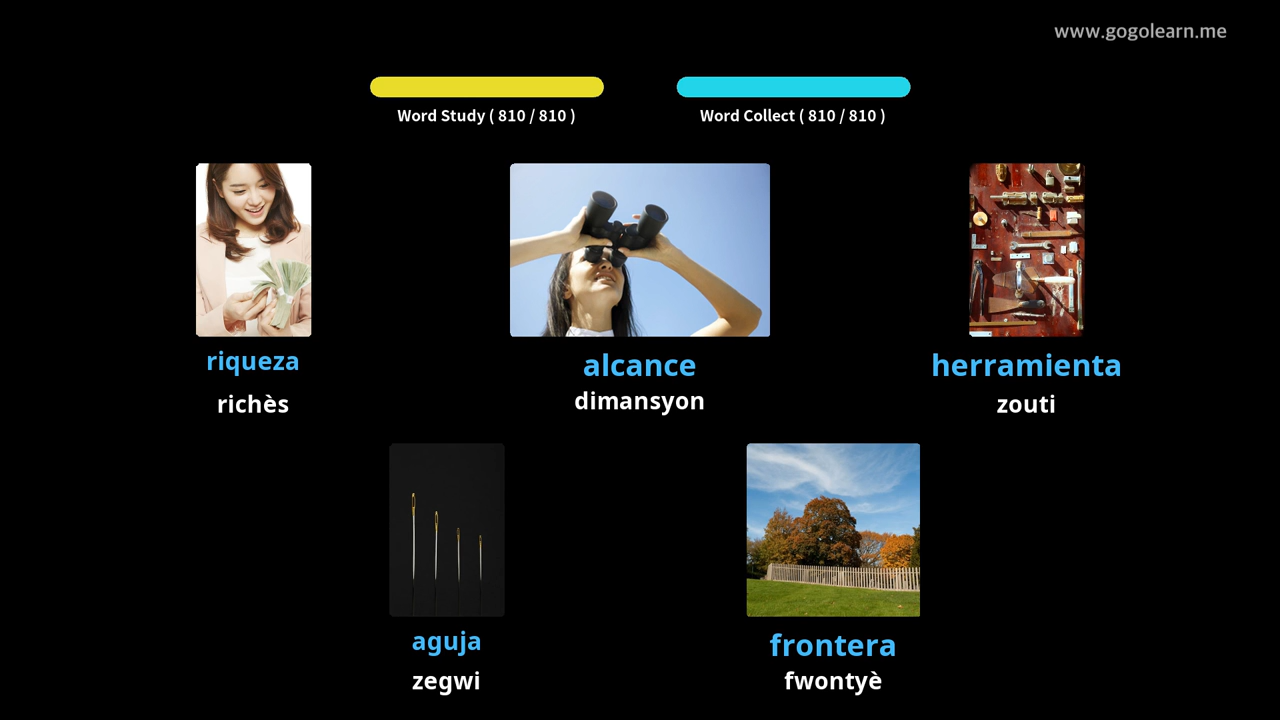 www.gogolearn.me
Word Study ( 810 / 810 )
Word Collect ( 810 / 810 )
riqueza
richès
alcance
dimansyon
herramienta
zouti
aguja
zegwi
frontera
fwontyè